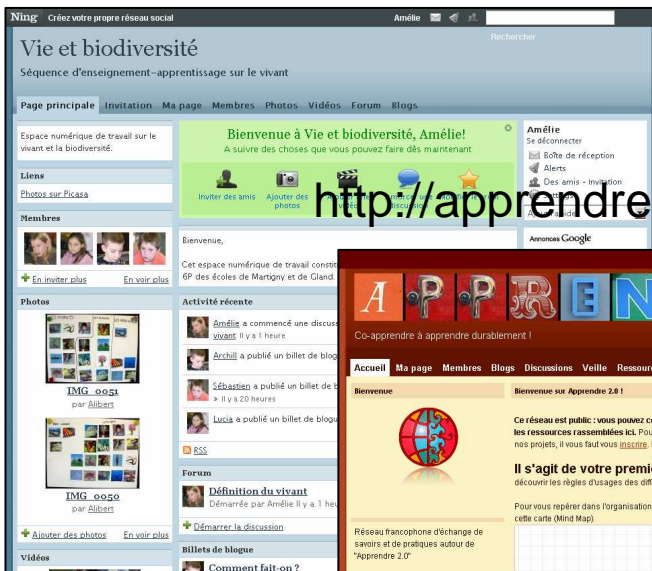 Ning Créez votre propre réseau social
Amélie
Rechercher
Vie et biodiversité
Séquence d'enseignement-apprentissage sur le vivant
Page principale Invitation Ma page Membres Photos Vidéos Forum Blogs
Espace numérique de travail sur le
vivant et la biodiversité.
Liens
Photos sur Picasa
Membres
En inviter plus En voir plus
Photos
IMG 0051
par Alibert
IMG 0050
par Alibert
Ajouter des photos En voir plus
Vidéos
Bienvenue à Vie et biodiversité, Amélie!
A suivre des choses que vous pouvez faire dès maintenant
Inviter des amis
Ajouter des
photos
http://apprendre
Bienvenue,
Cet espace numérique de travail constit
6P des écoles de Martigny et de Gland.
Activité récente
Amélie a commencé une discuss
vivant Il y a 1 heure
Archill a publié un billet de blog
Sébastien a publié un billet de b
» Il y a 20 heures
Lucia a publié un billet de blogu
RSS
Forum
Définition du vivant
Démarrée par Amélie Il y a 1 heu
Démarrer la discussion
Billets de blogue
Comment fait-on ?
Amélie
Se déconnecter
Boîte de réception
Alerts
Des amis - Invitation
Annonces Google
APPREN
Co-apprendre à apprendre durablement !
Accueil Ma page Membres Blogs Discussions Veille Ressour
Bienvenue
Réseau francophone d'échange de
savoirs et de pratiques autour de
"Apprendre 2.0"
Bienvenue sur Apprendre 2.0 !
Ce réseau est public : vous pouvez co
les ressources rassemblées ici. Pou
nos projets, il vous faut vous inscrire.
Il s'agit de votre premi
découvrir les règles d'usages des diff
Pour vous repérer dans l'organisation
cette carte (Mind Map)